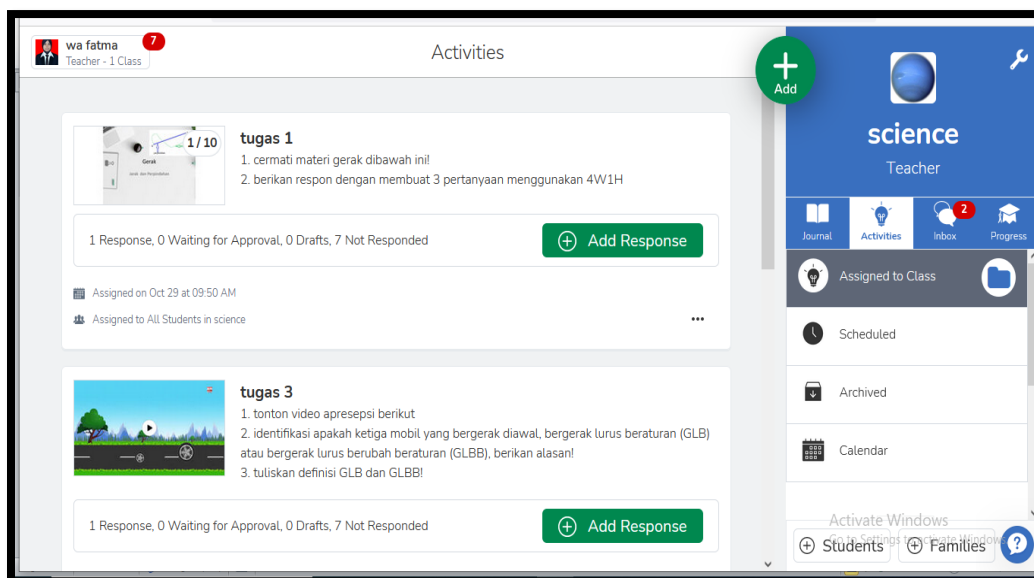 wa fatma
7
Teacher - 1 Class
Activities
Add
science
Teacher
Journal
Activities
Inbox
2
Progress
Assigned to Class
Scheduled
Archived
Calendar
Activate Windows
Students
Families
?
1 / 10
Gerak
tugas 1
1. cermati materi gerak dibawah ini!
2. berikan respon dengan membuat 3 pertanyaan menggunakan 4W1H
1 Response, 0 Waiting for Approval, 0 Drafts, 7 Not Responded
Add Response
Assigned on Oct 29 at 09:50 AM
Assigned to All Students in science
tugas 3
1. tonton video apresepsi berikut
2. identifikasi apakah ketiga mobil yang bergerak diawal, bergerak lurus beraturan (GLB)
atau bergerak lurus berubah beraturan (GLBB), berikan alasan!
3. tuliskan definisi GLB dan GLBB!
1 Response, 0 Waiting for Approval, 0 Drafts, 7 Not Responded
Add Response